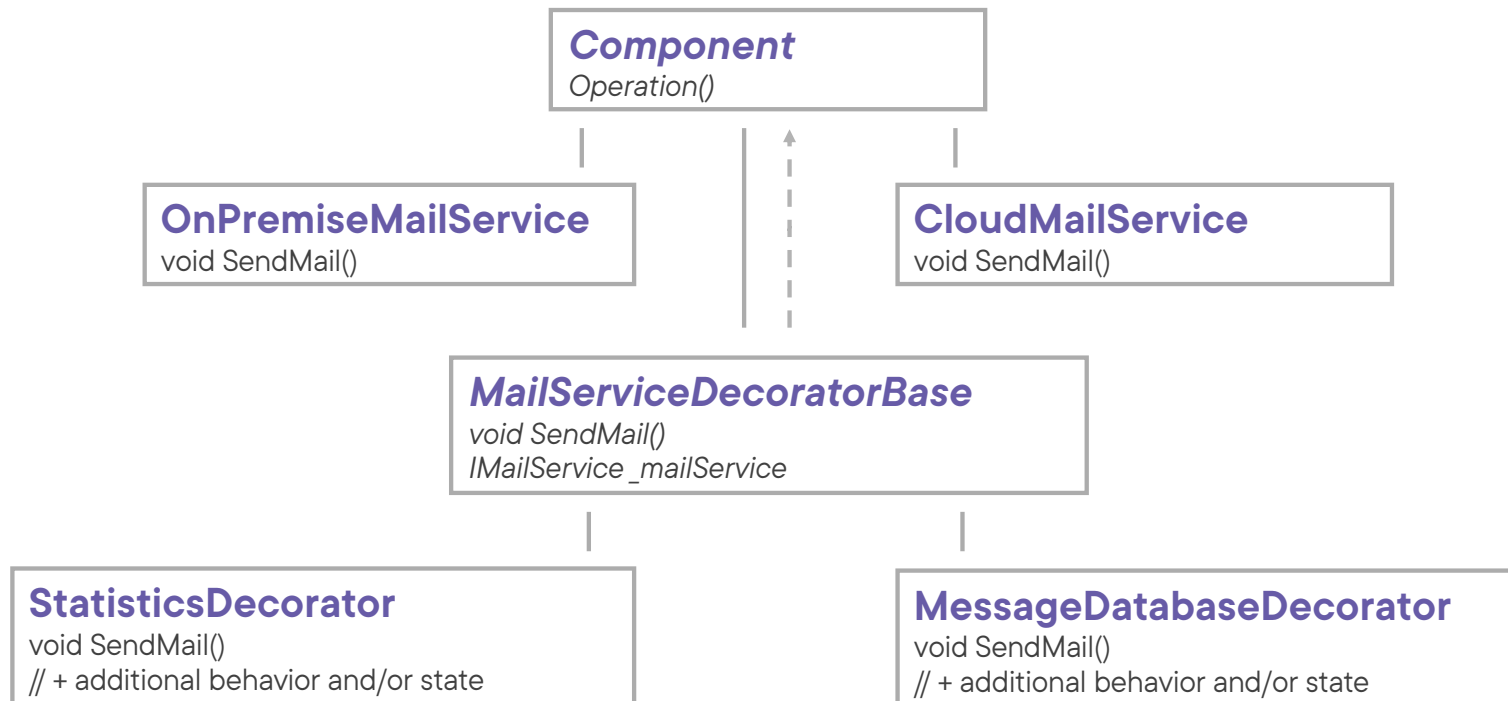 Component
Operation()
OnPremiseMailService
void SendMail()
CloudMailService
void SendMail()
MailServiceDecoratorBase
void SendMail()
IMailService _mailService
StatisticsDecorator
void SendMail()
// + additional behavior and/or state
MessageDatabaseDecorator
void SendMail()
// + additional behavior and/or state